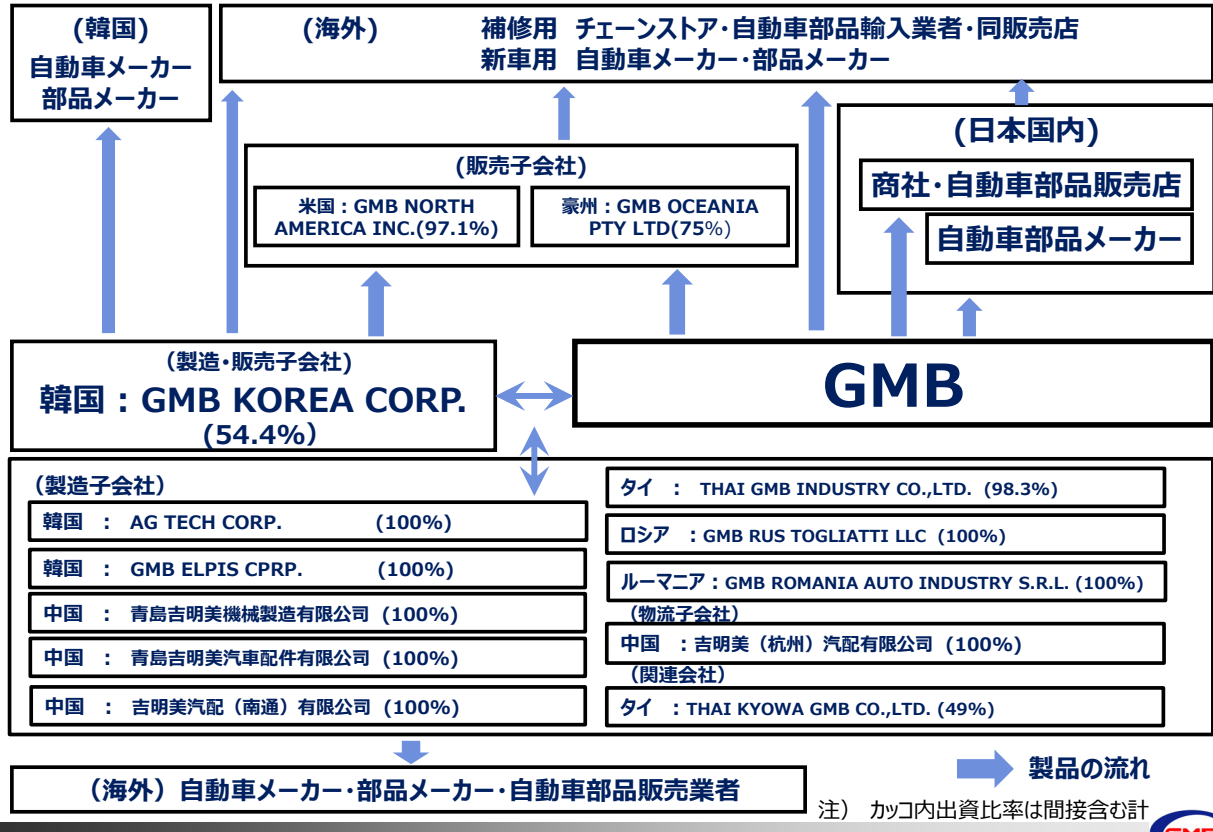 (韓国)
自動車メーカー
部品メーカー
(海外) 補修用 チェーンストア・自動車部品輸入業者・同販売店
新車用 自動車メーカー・部品メーカー
(日本国内)
商社・自動車部品販売店
自動車部品メーカー
(販売子会社)
米国：GMB NORTH
AMERICA INC.(97.1%)
豪州：GMB OCEANIA
PTY LTD(75%)
(製造・販売子会社)
韓国：GMB KOREA CORP.
(54.4%)
GMB
(製造子会社)
韓国 ： AG TECH CORP. (100%)
韓国 ： GMB ELPIS CPRP. (100%)
中国 ： 青島吉明美機械製造有限公司 (100%)
中国 ： 青島吉明美汽車配件有限公司 (100%)
中国 ： 吉明美汽配（南通）有限公司 (100%)
タイ ： THAI GMB INDUSTRY CO.,LTD. (98.3%)
ロシア ：GMB RUS TOGLIATTI LLC (100%)
ルーマニア：GMB ROMANIA AUTO INDUSTRY S.R.L. (100%)
(物流子会社)
中国 ：吉明美（杭州）汽配有限公司 (100%)
(関連会社)
タイ ：THAI KYOWA GMB CO.,LTD. (49%)
(海外) 自動車メーカー・部品メーカー・自動車部品販売業者
製品の流れ
注） カッコ内出資比率は間接含む計
GMB